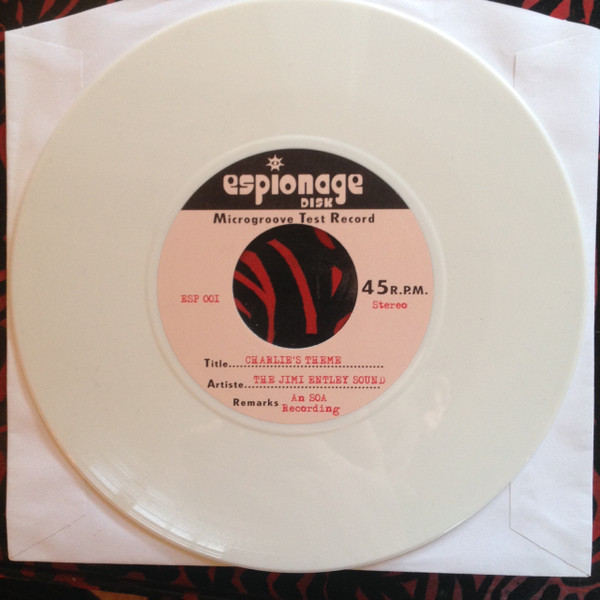 espionage
DISK
Microgroove Test Record
45 R.P.M.
ESP 001
Stereo
Title....CHARLIE'S THEME
Artiste....THE JIMI ENTLEY SOUND
Remarks An SOA
Recording